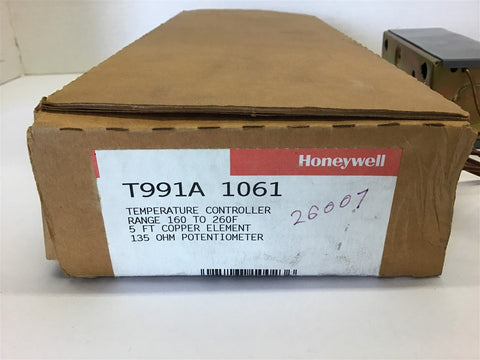 Honeywell
T991A 1061
TEMPERATURE CONTROLLER
RANGE 160 TO 260F
5 FT COPPER ELEMENT
135 OHM POTENTIOMETER
26007